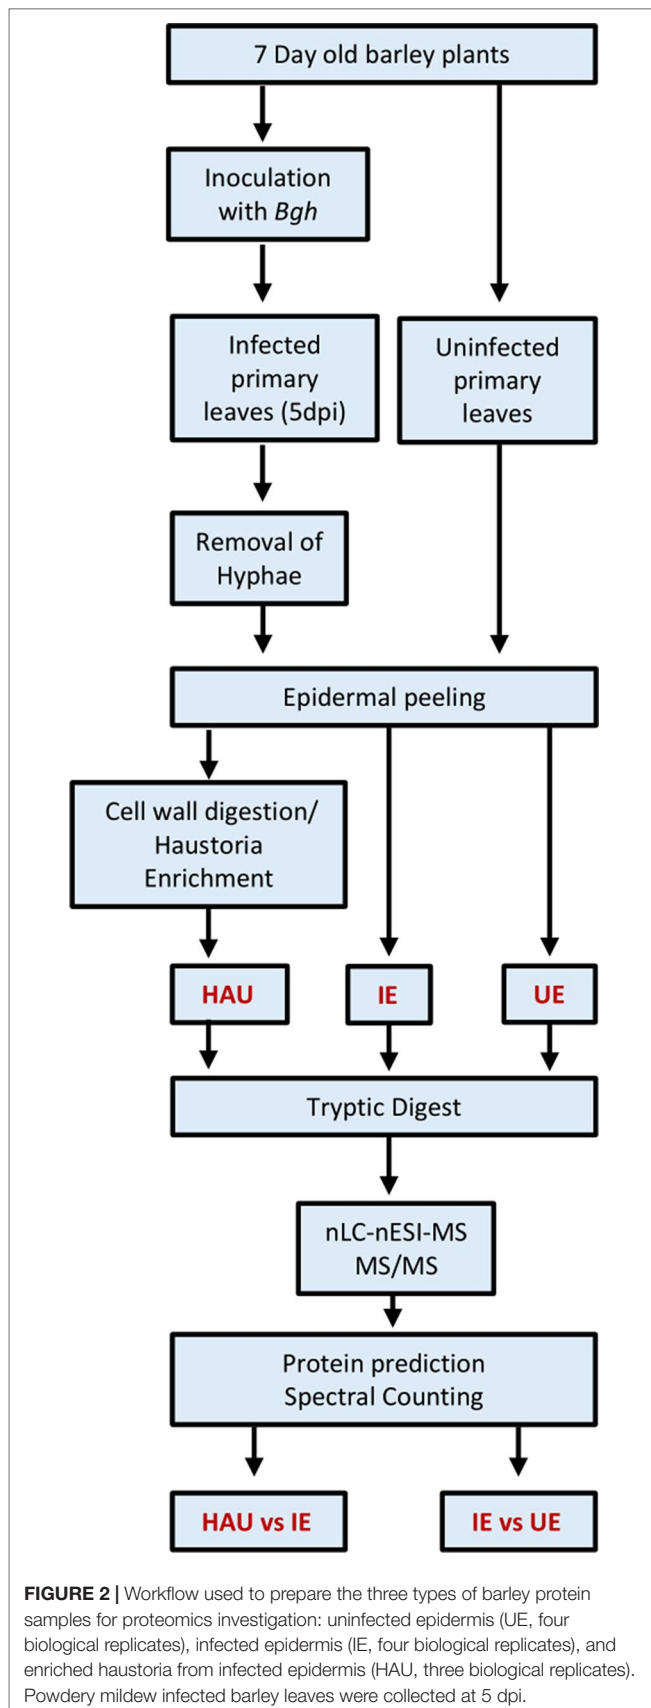 7 Day old barley plants
Inoculation
with Bgh
Infected
primary
leaves (5dpi)
Uninfected
primary
leaves
Removal of
Hyphae
Epidermal peeling
Cell wall digestion/
Haustoria
Enrichment
HAU
IE
UE
Tryptic Digest
nLC-nESI-MS
MS/MS
Protein prediction
Spectral Counting
HAU vs IE
IE vs UE
FIGURE 2 | Workflow used to prepare the three types of barley protein
samples for proteomics investigation: uninfected epidermis (UE, four
biological replicates), infected epidermis (IE, four biological replicates), and
enriched haustoria from infected epidermis (HAU, three biological replicates).
Powdery mildew infected barley leaves were collected at 5 dpi.